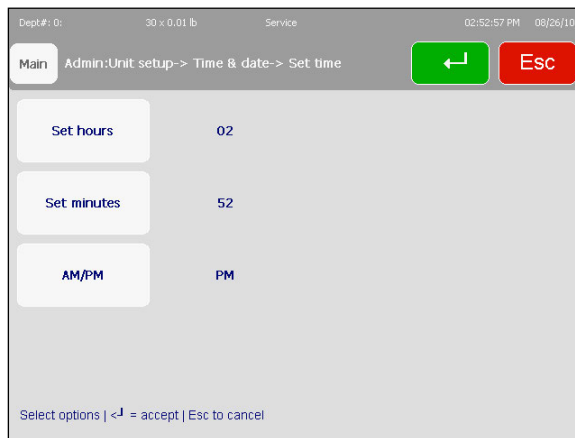 Dept#: 0: 30 x 0.01 lb Service 02:52:57 PM 08/26/10
Main Admin:Unit setup-> Time & date-> Set time Esc
Set hours 02
Set minutes 52
AM/PM PM
Select options | <┘ = accept | Esc to cancel